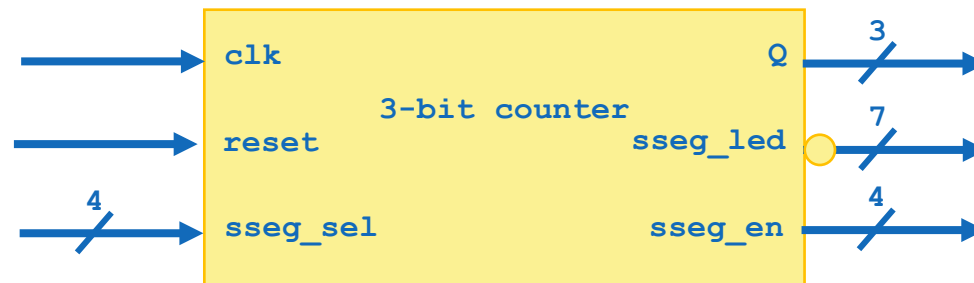 3
clk
Q
3-bit counter
7
reset
sseg_led
4
4
sseg_sel
sseg_en